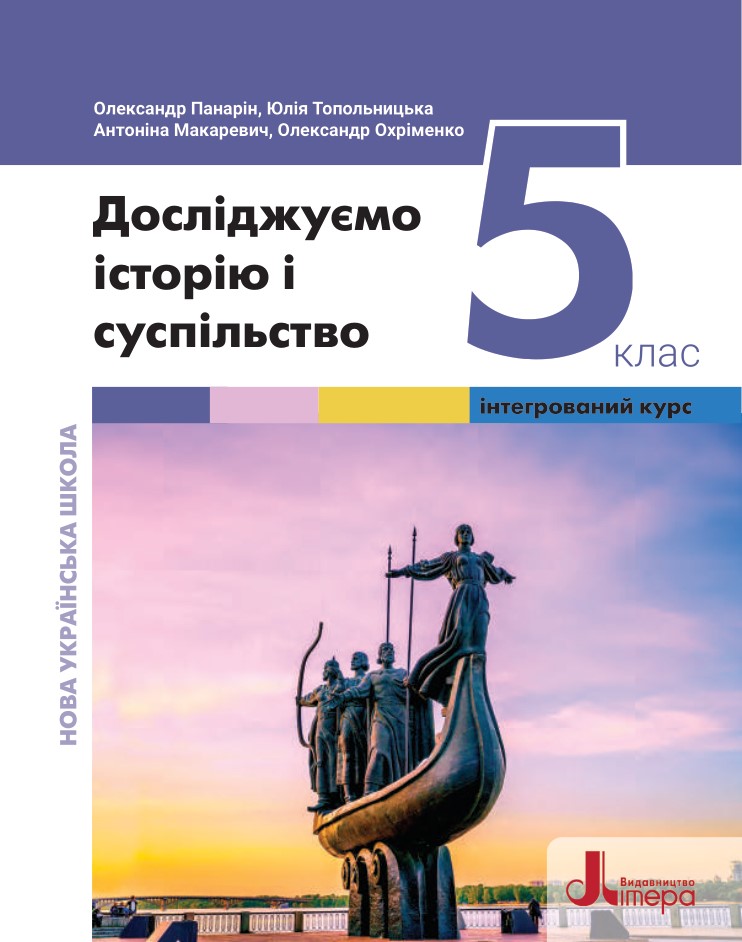 Олександр Панарін, Юлія Топольницька
Антоніна Макаревич, Олександр Охріменко
Досліджуємо
історію і
суспільство
5
клас
інтегрований курс
НОВА УКРАЇНСЬКА ШКОЛА
Видавництво
Літера